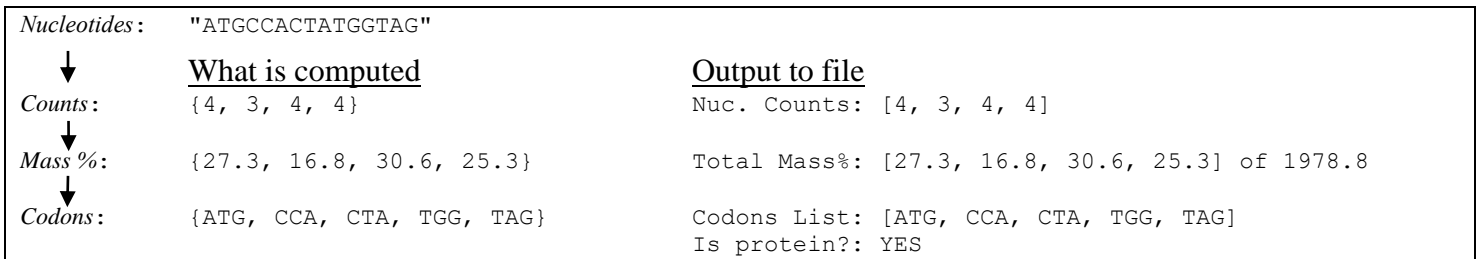 Nucleotides: "ATGCCACTATGGTAG"
What is computed Output to file
Counts: {4, 3, 4, 4} Nuc. Counts: [4, 3, 4, 4]
Mass %: {27.3, 16.8, 30.6, 25.3} Total Mass%: [27.3, 16.8, 30.6, 25.3] of 1978.8
Codons: {ATG, CCA, CTA, TGG, TAG} Codons List: [ATG, CCA, CTA, TGG, TAG]
Is protein?: YES